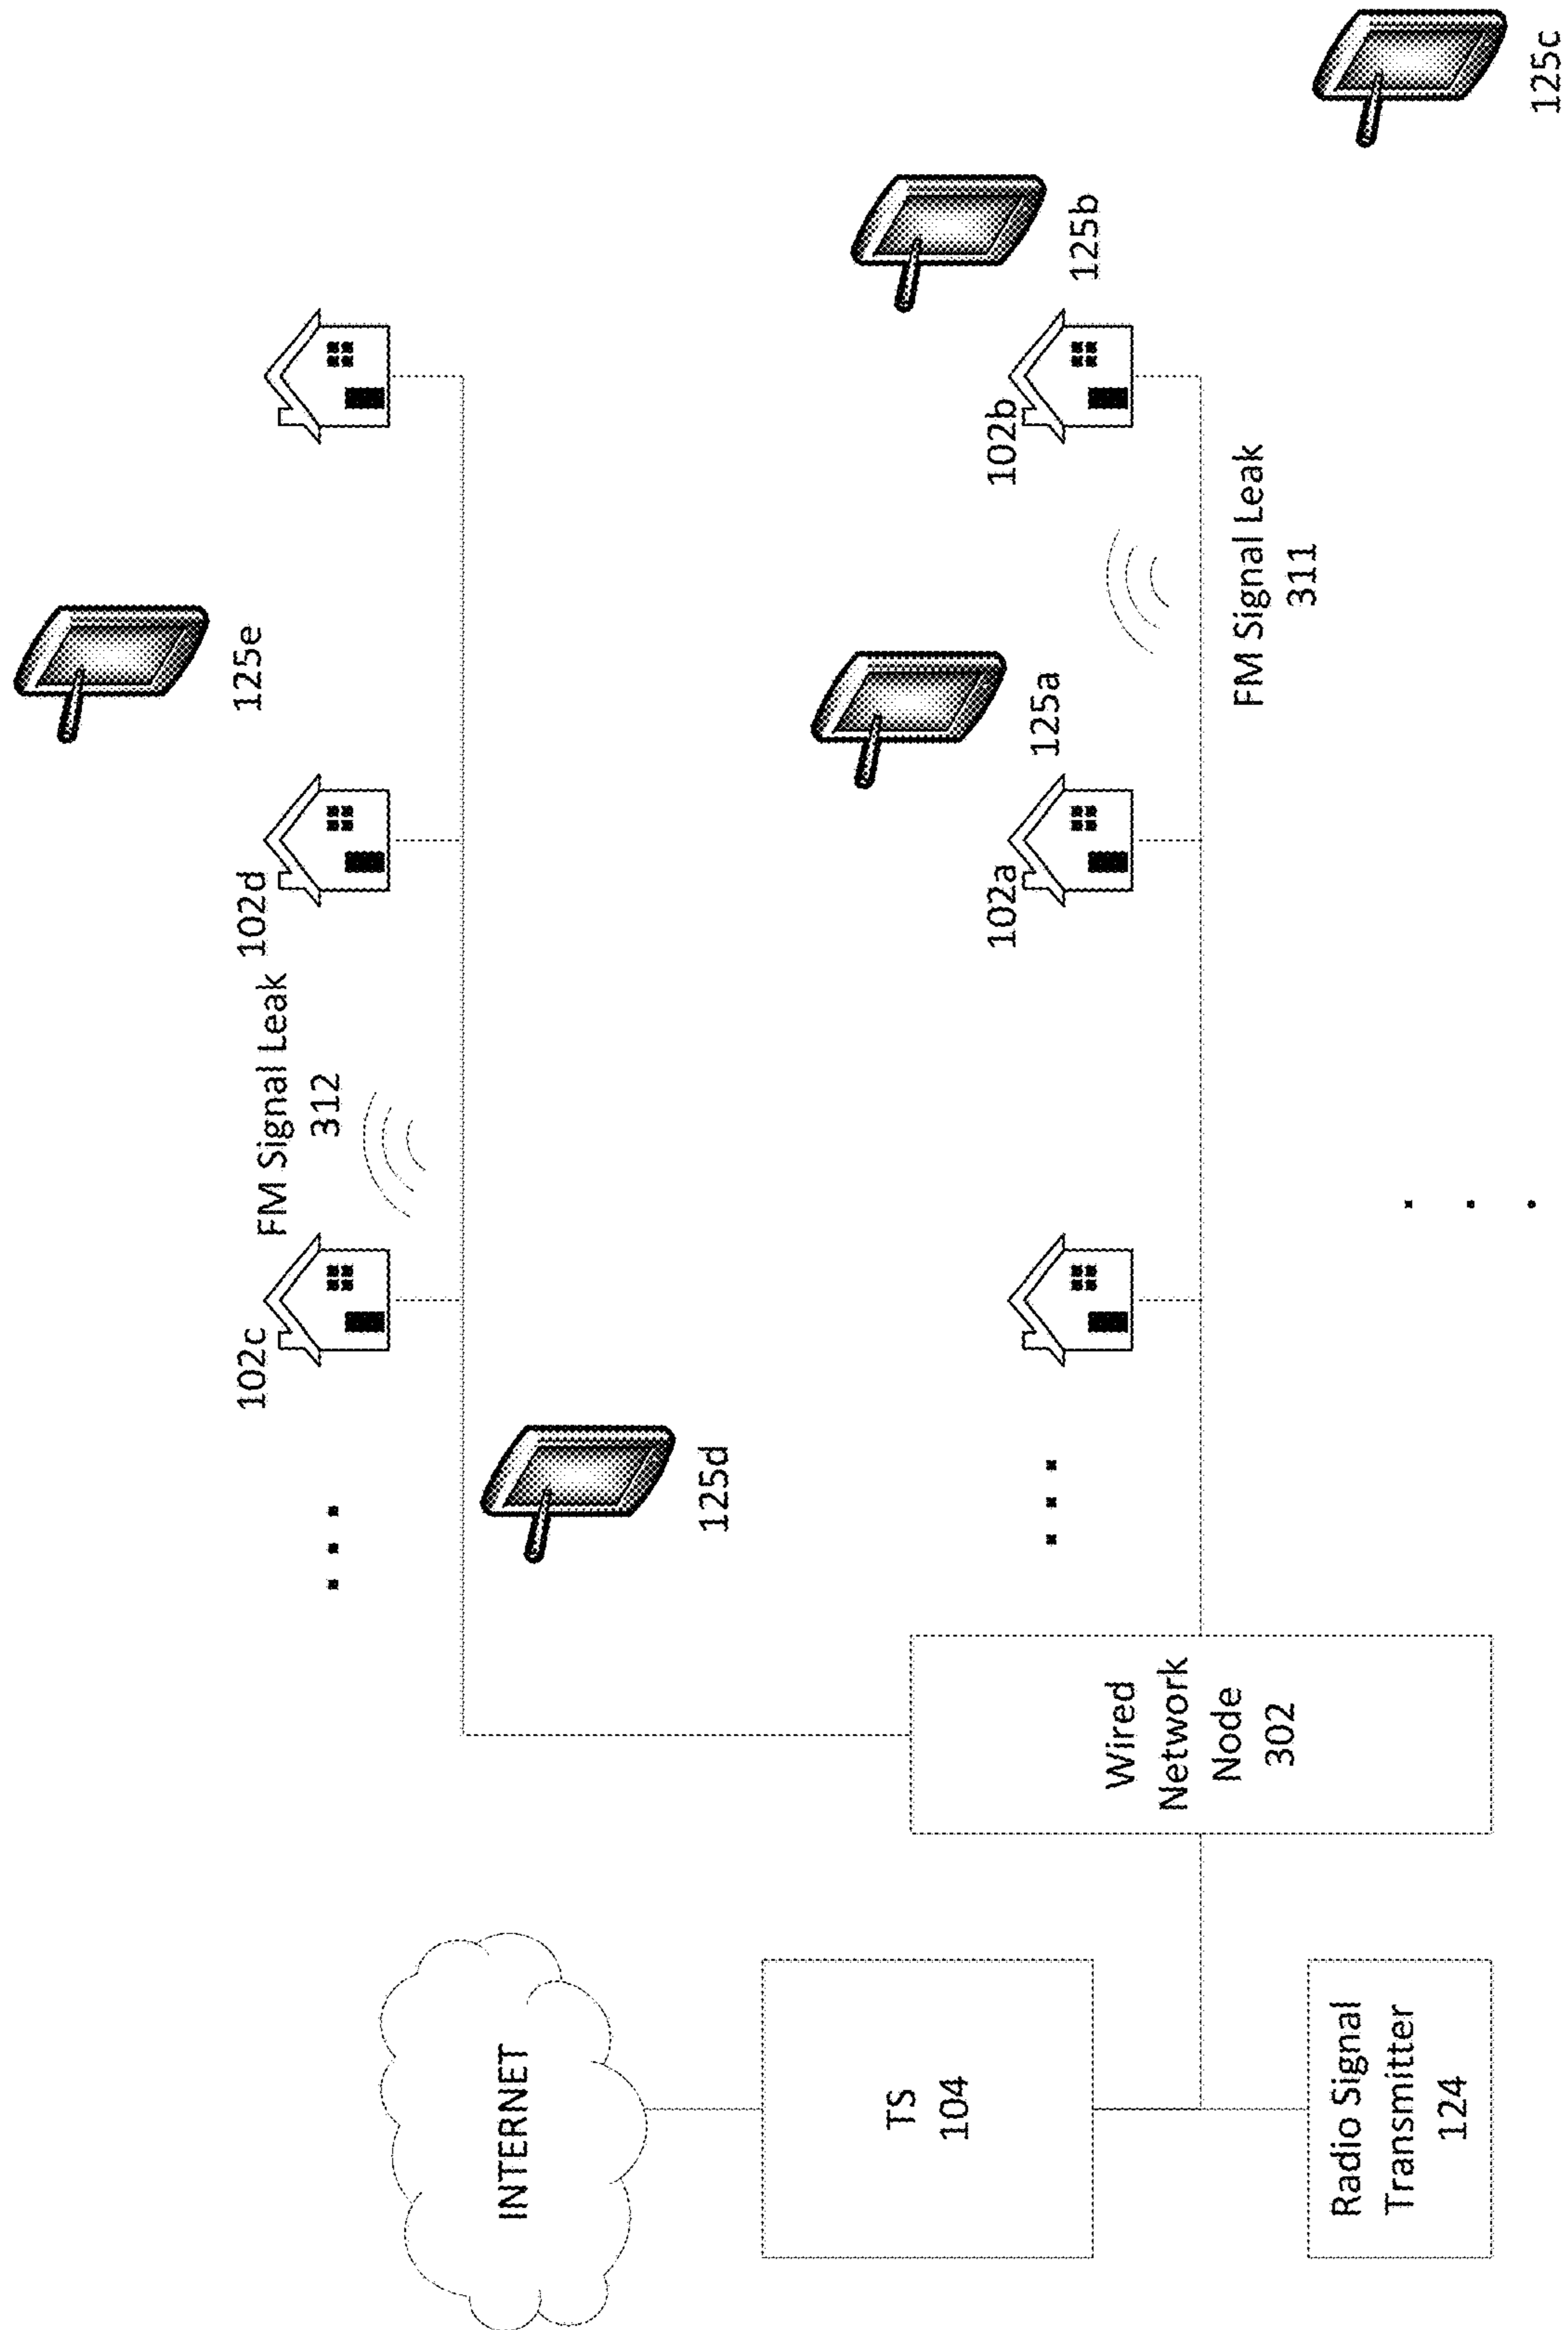 INTERNET
TS
104
Radio Signal
Transmitter
124
Wired
Network
Node
302
102c
FM Signal Leak
312
102d
125e
125d
102a
125a
102b
125b
FM Signal Leak
311
125c